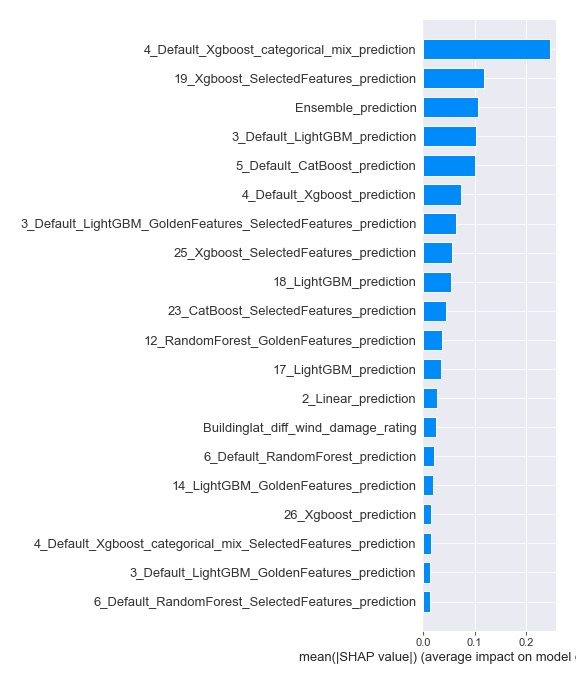 4_Default_Xgboost_categorical_mix_prediction
19_Xgboost_SelectedFeatures_prediction
Ensemble_prediction
3_Default_LightGBM_prediction
5_Default_CatBoost_prediction
4_Default_Xgboost_prediction
3_Default_LightGBM_GoldenFeatures_SelectedFeatures_prediction
25_Xgboost_SelectedFeatures_prediction
18_LightGBM_prediction
23_CatBoost_SelectedFeatures_prediction
12_RandomForest_GoldenFeatures_prediction
17_LightGBM_prediction
2_Linear_prediction
Buildinglat_diff_wind_damage_rating
6_Default_RandomForest_prediction
14_LightGBM_GoldenFeatures_prediction
26_Xgboost_prediction
4_Default_Xgboost_categorical_mix_SelectedFeatures_prediction
3_Default_LightGBM_GoldenFeatures_prediction
6_Default_RandomForest_SelectedFeatures_prediction
0.0 0.1 0.2
mean(|SHAP value|) (average impact on model